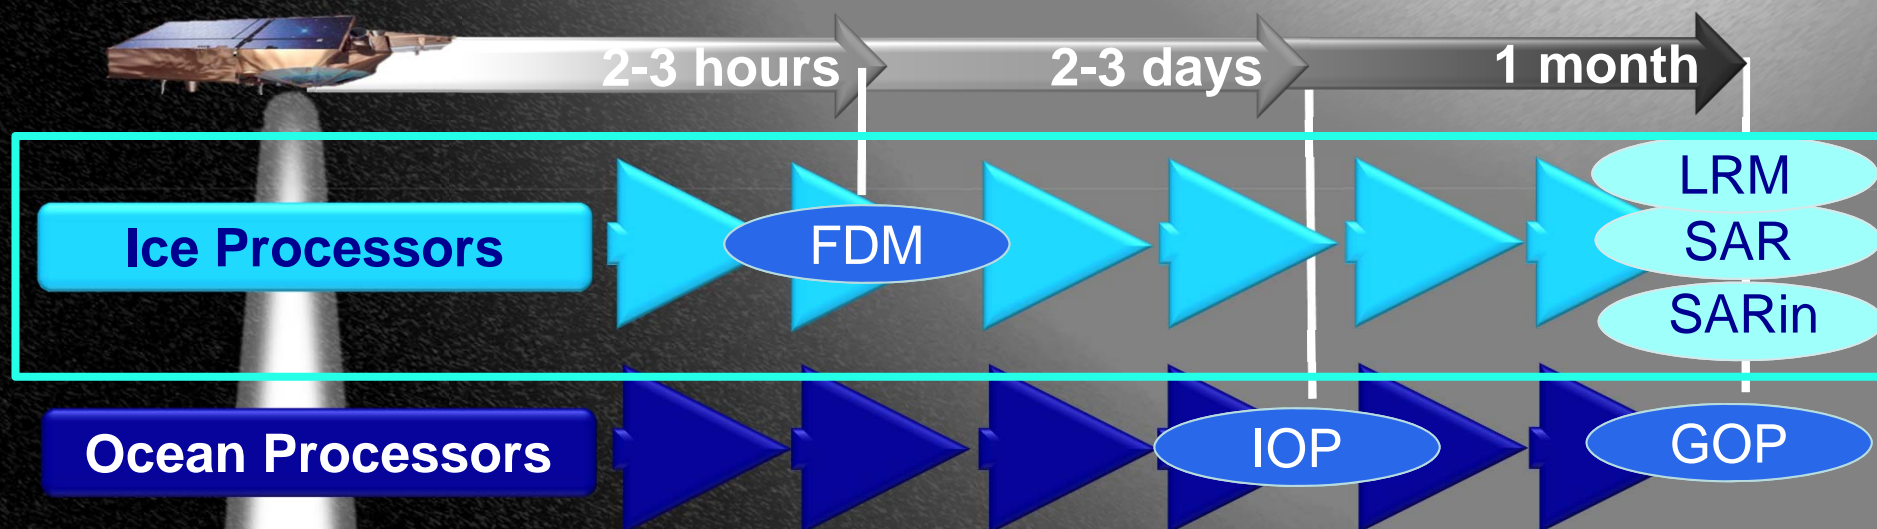 2-3 hours
2-3 days
1 month
Ice Processors
FDM
LRM
SAR
SARin
Ocean Processors
IOP
GOP